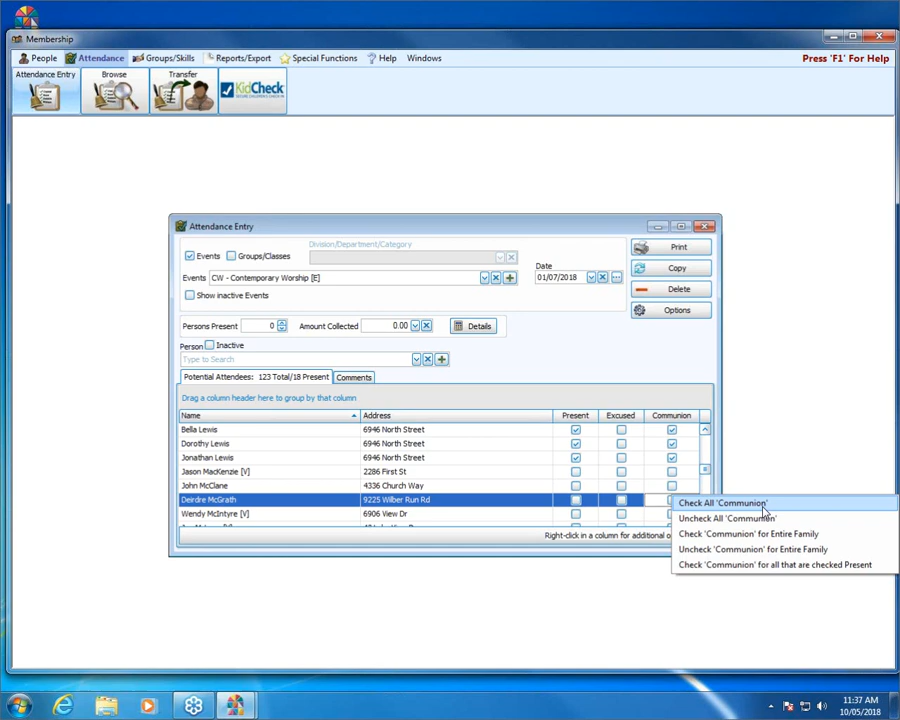 Membership
People
Attendance
Groups/Skills
Reports/Export
Special Functions
Help
Windows
Press 'F1' For Help
Attendance Entry
Browse
Transfer
KidCheck
Attendance Entry
Events
Groups/Classes
Division/Department/Category
Print
Events CW - Contemporary Worship [E]
Date
01/07/2018
Copy
Show inactive Events
Delete
Options
Persons Present 0
Amount Collected 0.00
Details
Person Inactive
Type to Search
Potential Attendees: 123 Total/18 Present
Comments
Drag a column header here to group by that column
Name Address Present Excused Communion
Bella Lewis 6946 North Street
Dorothy Lewis 6946 North Street
Jonathan Lewis 6946 North Street
Jason MacKenzie [V] 2286 First St
John McClane 4336 Church Way
Deirdre McGrath 9225 Wilber Run Rd
Wendy McIntyre [V] 6906 View Dr
Right-click in a column for additional o
Check All 'Communion'
Uncheck All 'Communion'
Check 'Communion' for Entire Family
Uncheck 'Communion' for Entire Family
Check 'Communion' for all that are checked Present
11:37 AM
10/05/2018